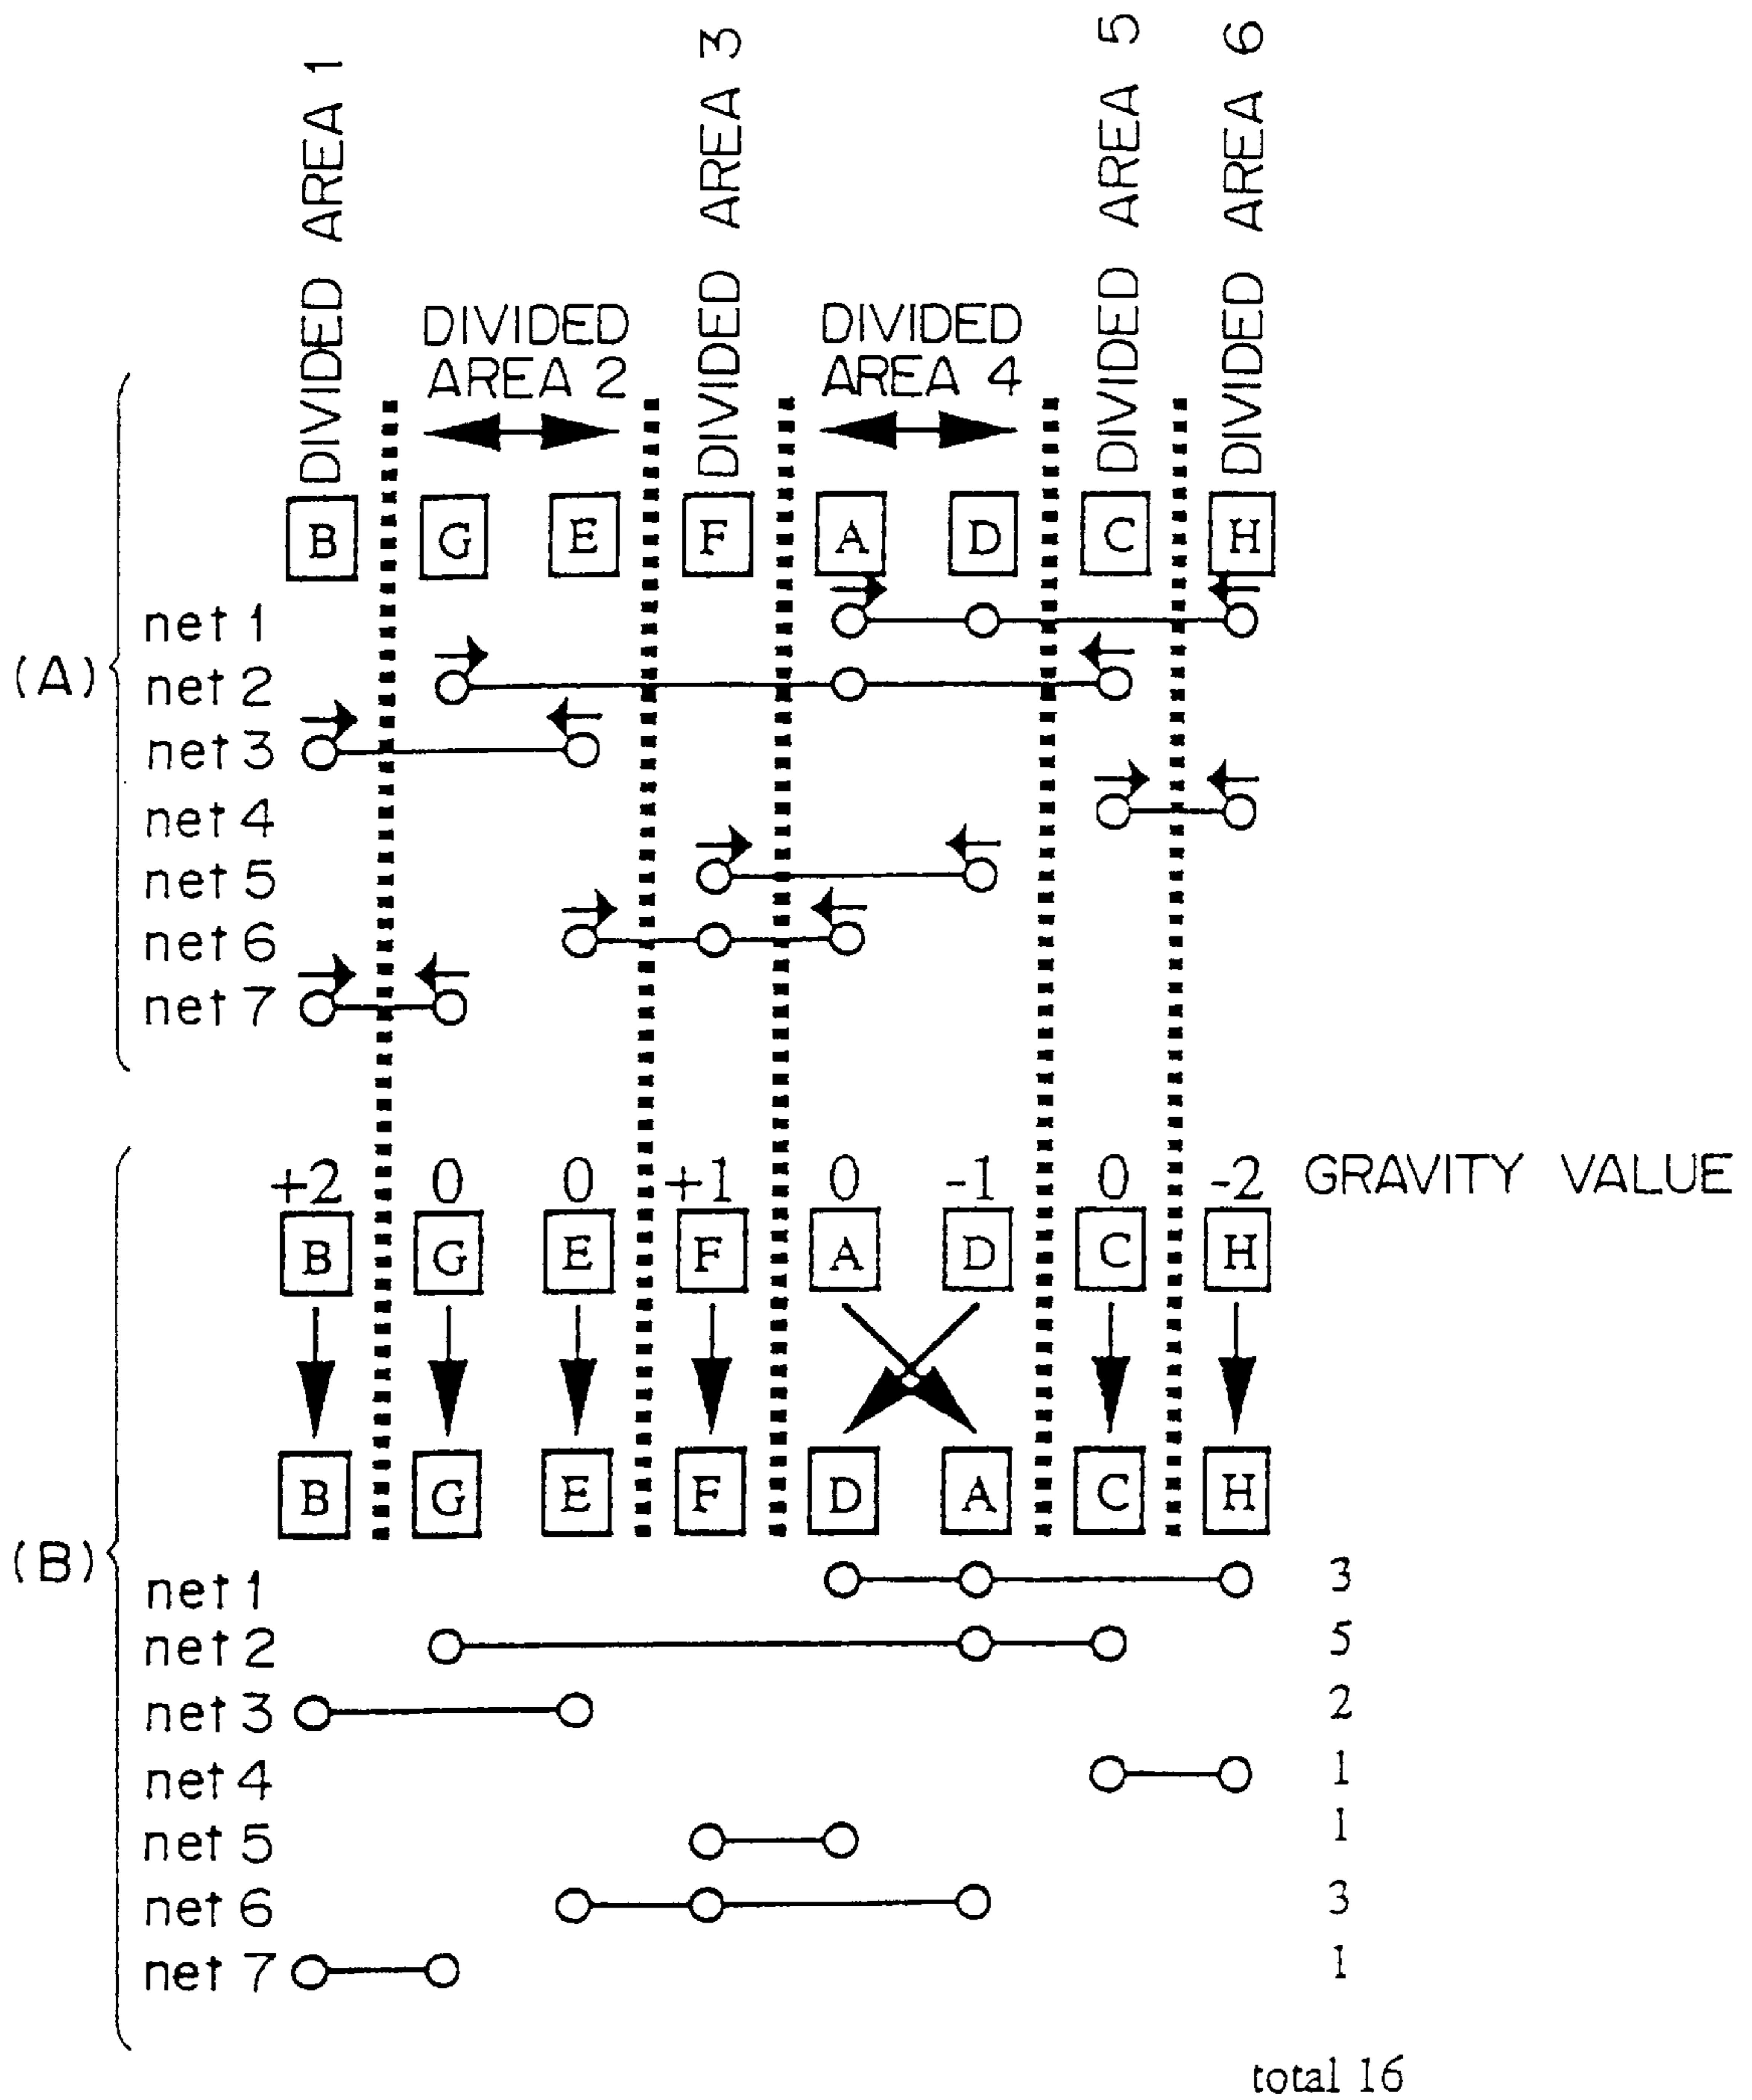 DIVIDED AREA 1
DIVIDED AREA 3
DIVIDED AREA 5
DIVIDED AREA 6
DIVIDED
AREA 2
DIVIDED
AREA 4
B G E F A D C H
(A)
net 1
net 2
net 3
net 4
net 5
net 6
net 7
+2 0 0 +1 0 -1 0 -2 GRAVITY VALUE
B G E F A D C H
B G E F D A C H
(B)
net 1 3
net 2 5
net 3 2
net 4 1
net 5 1
net 6 3
net 7 1
total 16